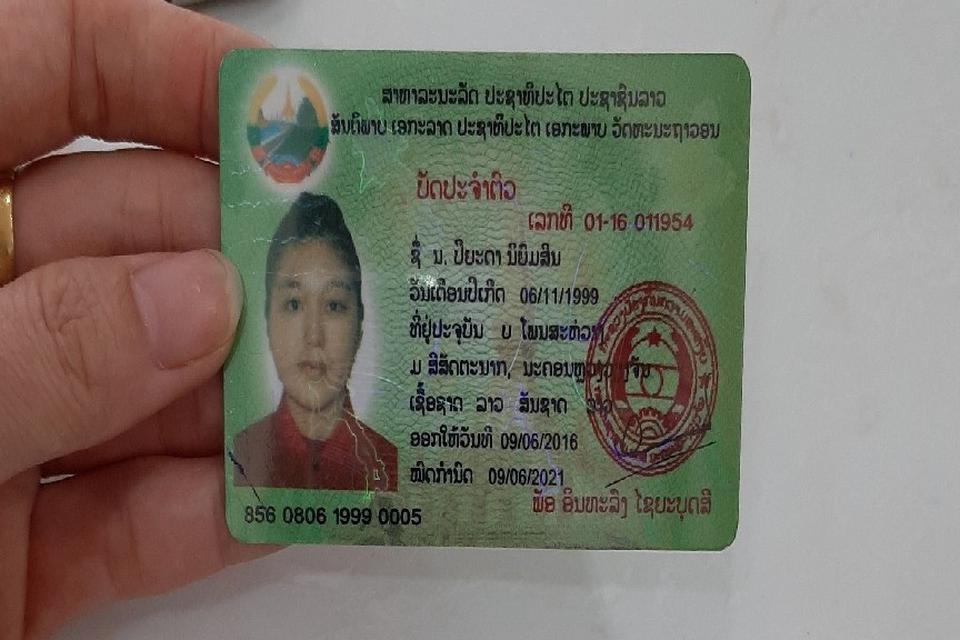 ສາທາລະນະລັດ ປະຊາທິປະໄຕ ປະຊາຊົນລາວ
ສັນຕິພາບ ເອກະລາດ ປະຊາທິປະໄຕ ເອກະພາບ ວັດທະນະຖາວອນ
ບັດປະຈຳຕົວ
ເລກທີ 01-16 011954
ຊື່ ນ. ປິຍະດາ ນິຍົມສິນ
ວັນເດືອນປີເກີດ 06/11/1999
ທີ່ຢູ່ປະຈຸບັນ ບ ໂພນສະຫວ່າງ
ມ ສີສັດຕະນາກ, ນະຄອນຫຼວງວຽງຈັນ
ເຊື້ອຊາດ ລາວ ສັນຊາດ ລາວ
ອອກໃຫ້ວັນທີ 09/06/2016
ໝົດກຳນົດ 09/06/2021
ພັອ ອິນທະລົງ ໄຊຍະບຸດສີ
856 0806 1999 0005